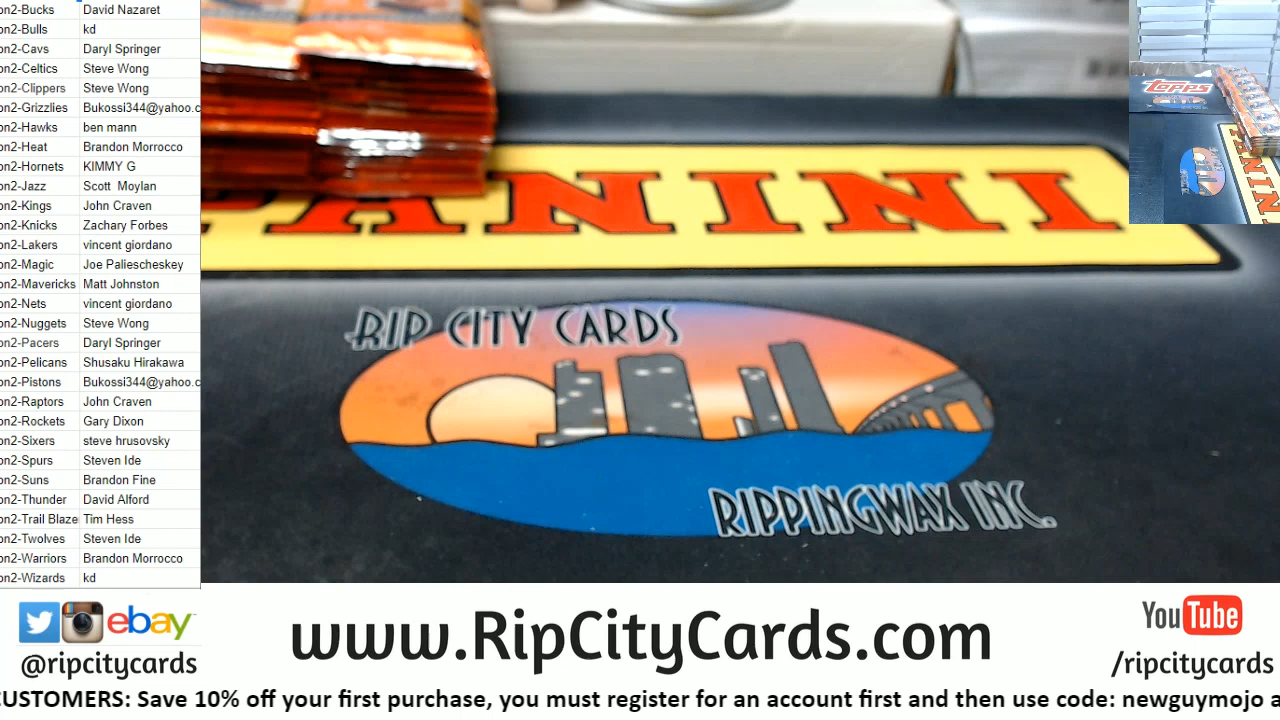 on2-Bucks David Nazaret
on2-Bulls kd
on2-Cavs Daryl Springer
on2-Celtics Steve Wong
on2-Clippers Steve Wong
on2-Grizzlies Bukossi344@yahoo.c
on2-Hawks ben mann
on2-Heat Brandon Morrocco
on2-Hornets KIMMY G
on2-Jazz Scott Moylan
on2-Kings John Craven
on2-Knicks Zachary Forbes
on2-Lakers vincent giordano
on2-Magic Joe Paliescheskey
on2-Mavericks Matt Johnston
on2-Nets vincent giordano
on2-Nuggets Steve Wong
on2-Pacers Daryl Springer
on2-Pelicans Shusaku Hirakawa
on2-Pistons Bukossi344@yahoo.c
on2-Raptors John Craven
on2-Rockets Gary Dixon
on2-Sixers steve hrusovsky
on2-Spurs Steven Ide
on2-Suns Brandon Fine
on2-Thunder David Alford
on2-Trail Blaze Tim Hess
on2-Twolves Steven Ide
on2-Warriors Brandon Morrocco
on2-Wizards kd
PANINI
RIP CITY CARDS
RIPPINGWAX INC.
TOPPS
PANINI
ebay
@ripcitycards
www.RipCityCards.com
YouTube
/ripcitycards
CUSTOMERS: Save 10% off your first purchase, you must register for an account first and then use code: newguymojo a